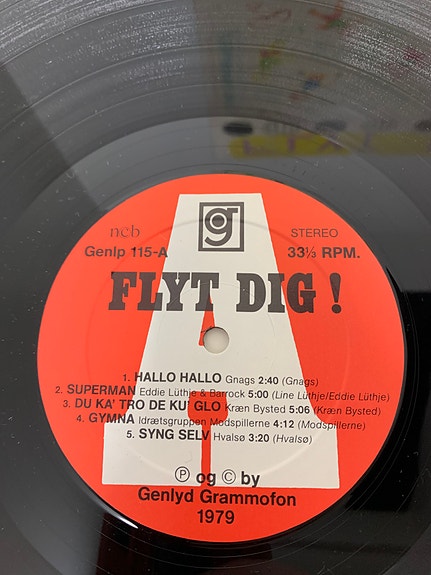 g
ncb
STEREO
Genlp 115-A
33⅓ RPM.
FLYT DIG !
1. HALLO HALLO Gnags 2:40 (Gnags)
2. SUPERMAN Eddie Lüthje & Barrock 5:00 (Line Lüthje/Eddie Lüthje)
3. DU KA' TRO DE KU' GLO Kræn Bysted 5:06 (Kræn Bysted)
4. GYMNA Idrætsgruppen Modspillerne 4:12 (Modspillerne)
5. SYNG SELV Hvalsø 3:20 (Hvalsø)
A
Ⓟ og © by
Genlyd Grammofon
1979